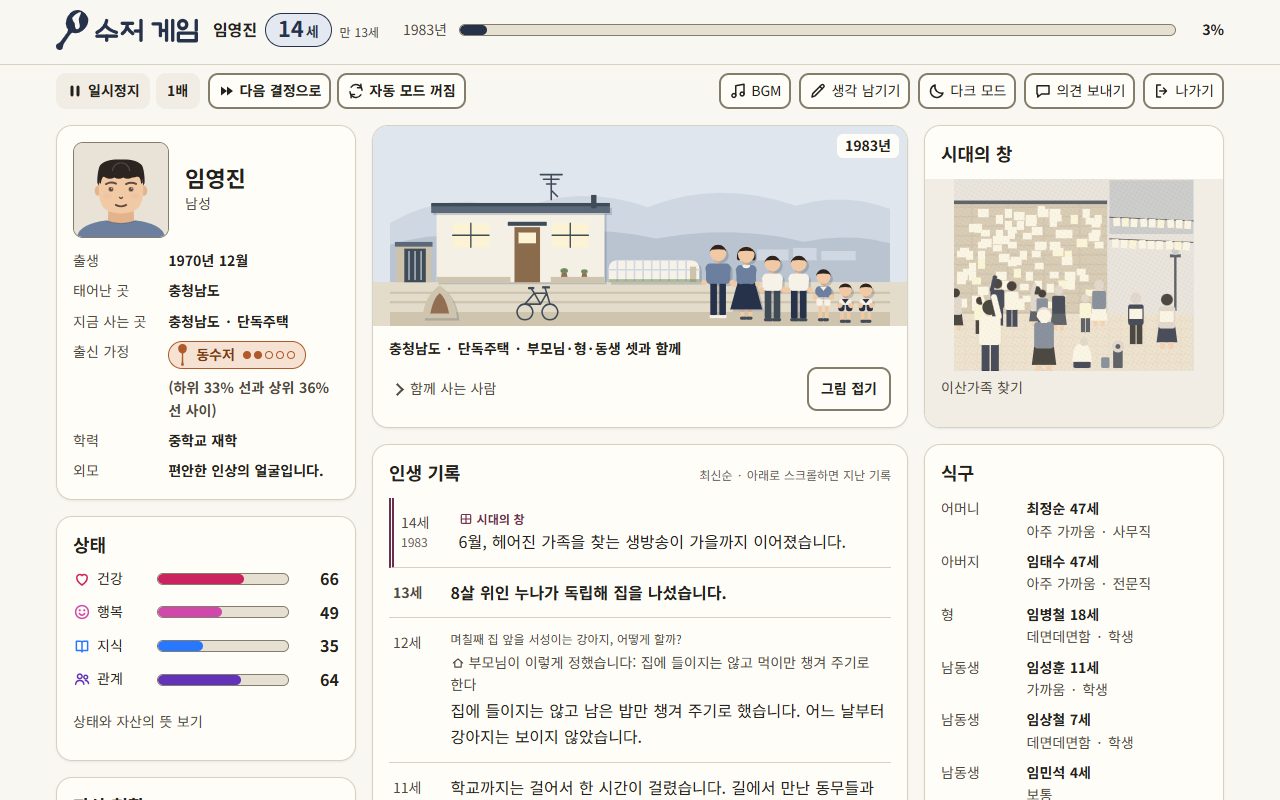 수저 게임
임영진
14세
만 13세
1983년
3%
일시정지
1배
다음 결정으로
자동 모드 꺼짐
BGM
생각 남기기
다크 모드
의견 보내기
나가기
임영진
남성
출생 1970년 12월
태어난 곳 충청남도
지금 사는 곳 충청남도 · 단독주택
출신 가정 동수저
(하위 33% 선과 상위 36%
선 사이)
학력 중학교 재학
외모 편안한 인상의 얼굴입니다.
상태
건강 66
행복 49
지식 35
관계 64
상태와 자산의 뜻 보기
1983년
충청남도 · 단독주택 · 부모님·형·동생 셋과 함께
함께 사는 사람
그림 접기
인생 기록
최신순 · 아래로 스크롤하면 지난 기록
14세
1983
시대의 창
6월, 헤어진 가족을 찾는 생방송이 가을까지 이어졌습니다.
13세
8살 위인 누나가 독립해 집을 나섰습니다.
12세
며칠째 집 앞을 서성이는 강아지, 어떻게 할까?
부모님이 이렇게 정했습니다: 집에 들이지는 않고 먹이만 챙겨 주기로
한다
집에 들이지는 않고 남은 밥만 챙겨 주기로 했습니다. 어느 날부터
강아지는 보이지 않았습니다.
11세
학교까지는 걸어서 한 시간이 걸렸습니다. 길에서 만난 동무들과
시대의 창
이산가족 찾기
식구
어머니 최정순 47세
아주 가까움 · 사무직
아버지 임태수 47세
아주 가까움 · 전문직
형 임병철 18세
데면데면함 · 학생
남동생 임성훈 11세
가까움 · 학생
남동생 임상철 7세
데면데면함 · 학생
남동생 임민석 4세
보통